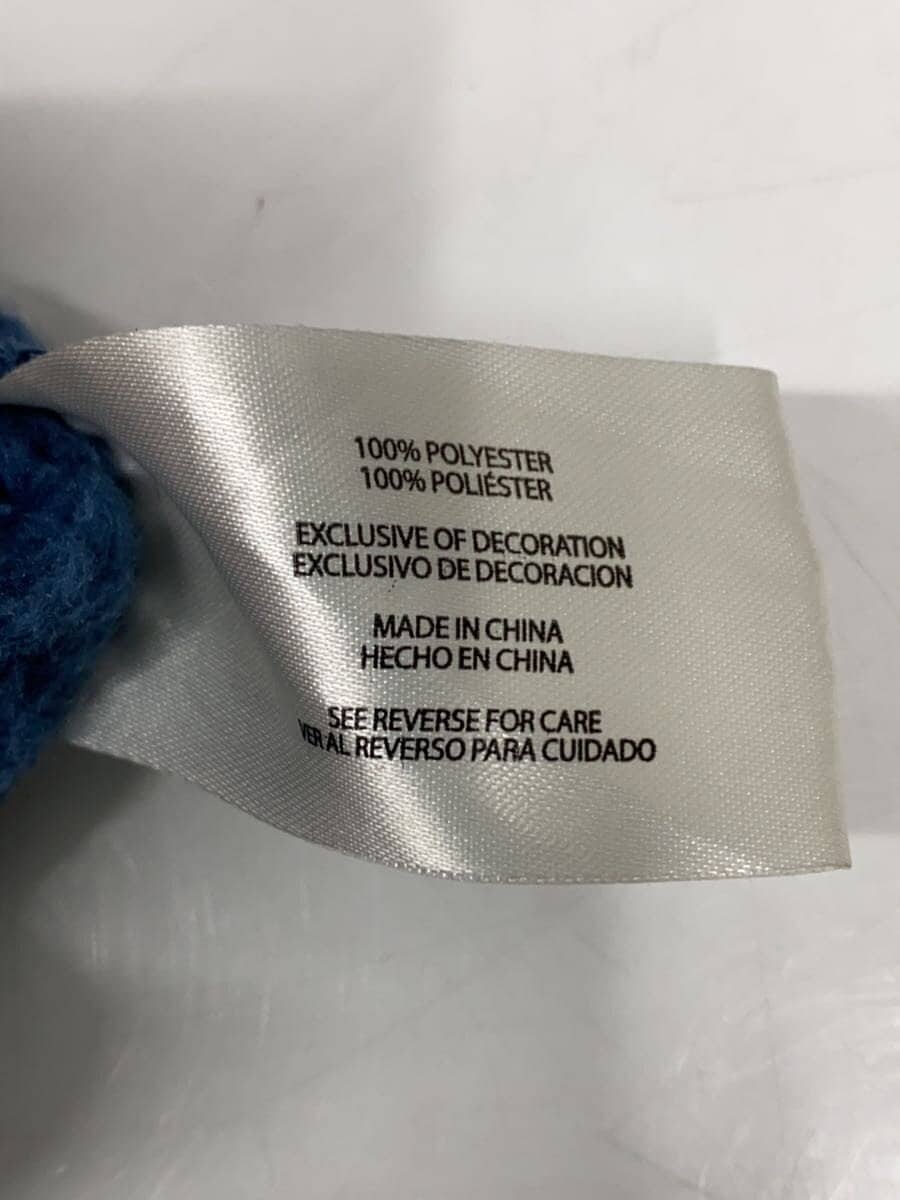 100% POLYESTER
100% POLIÉSTER
EXCLUSIVE OF DECORATION
EXCLUSIVO DE DECORACION
MADE IN CHINA
HECHO EN CHINA
SEE REVERSE FOR CARE
VER AL REVERSO PARA CUIDADO